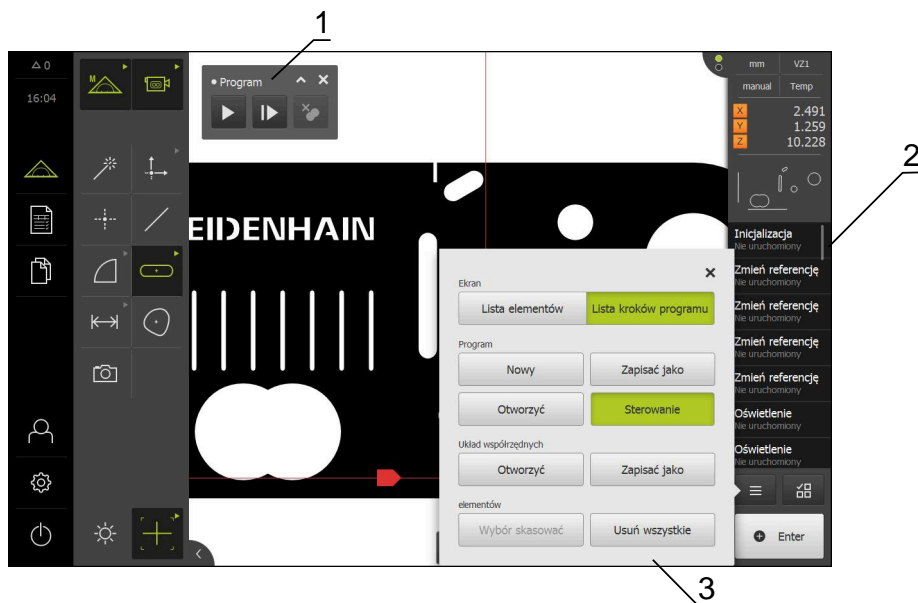 1
0
16:04
M
Program
mm
VZ1
manual
Temp
X 2.491
Y 1.259
Z 10.228
2
EIDENHAIN
Inicjalizacja
Nie uruchomiony
Zmień referencję
Nie uruchomiony
Zmień referencję
Nie uruchomiony
Zmień referencję
Nie uruchomiony
Zmień referencję
Nie uruchomiony
Oświetlenie
Nie uruchomiony
Oświetlenie
Nie uruchomiony
Ekran
Lista elementów
Lista kroków programu
Program
Nowy
Zapisać jako
Otworzyć
Sterowanie
Układ współrzędnych
Otworzyć
Zapisać jako
elementów
Wybór skasować
Usuń wszystkie
Enter
3